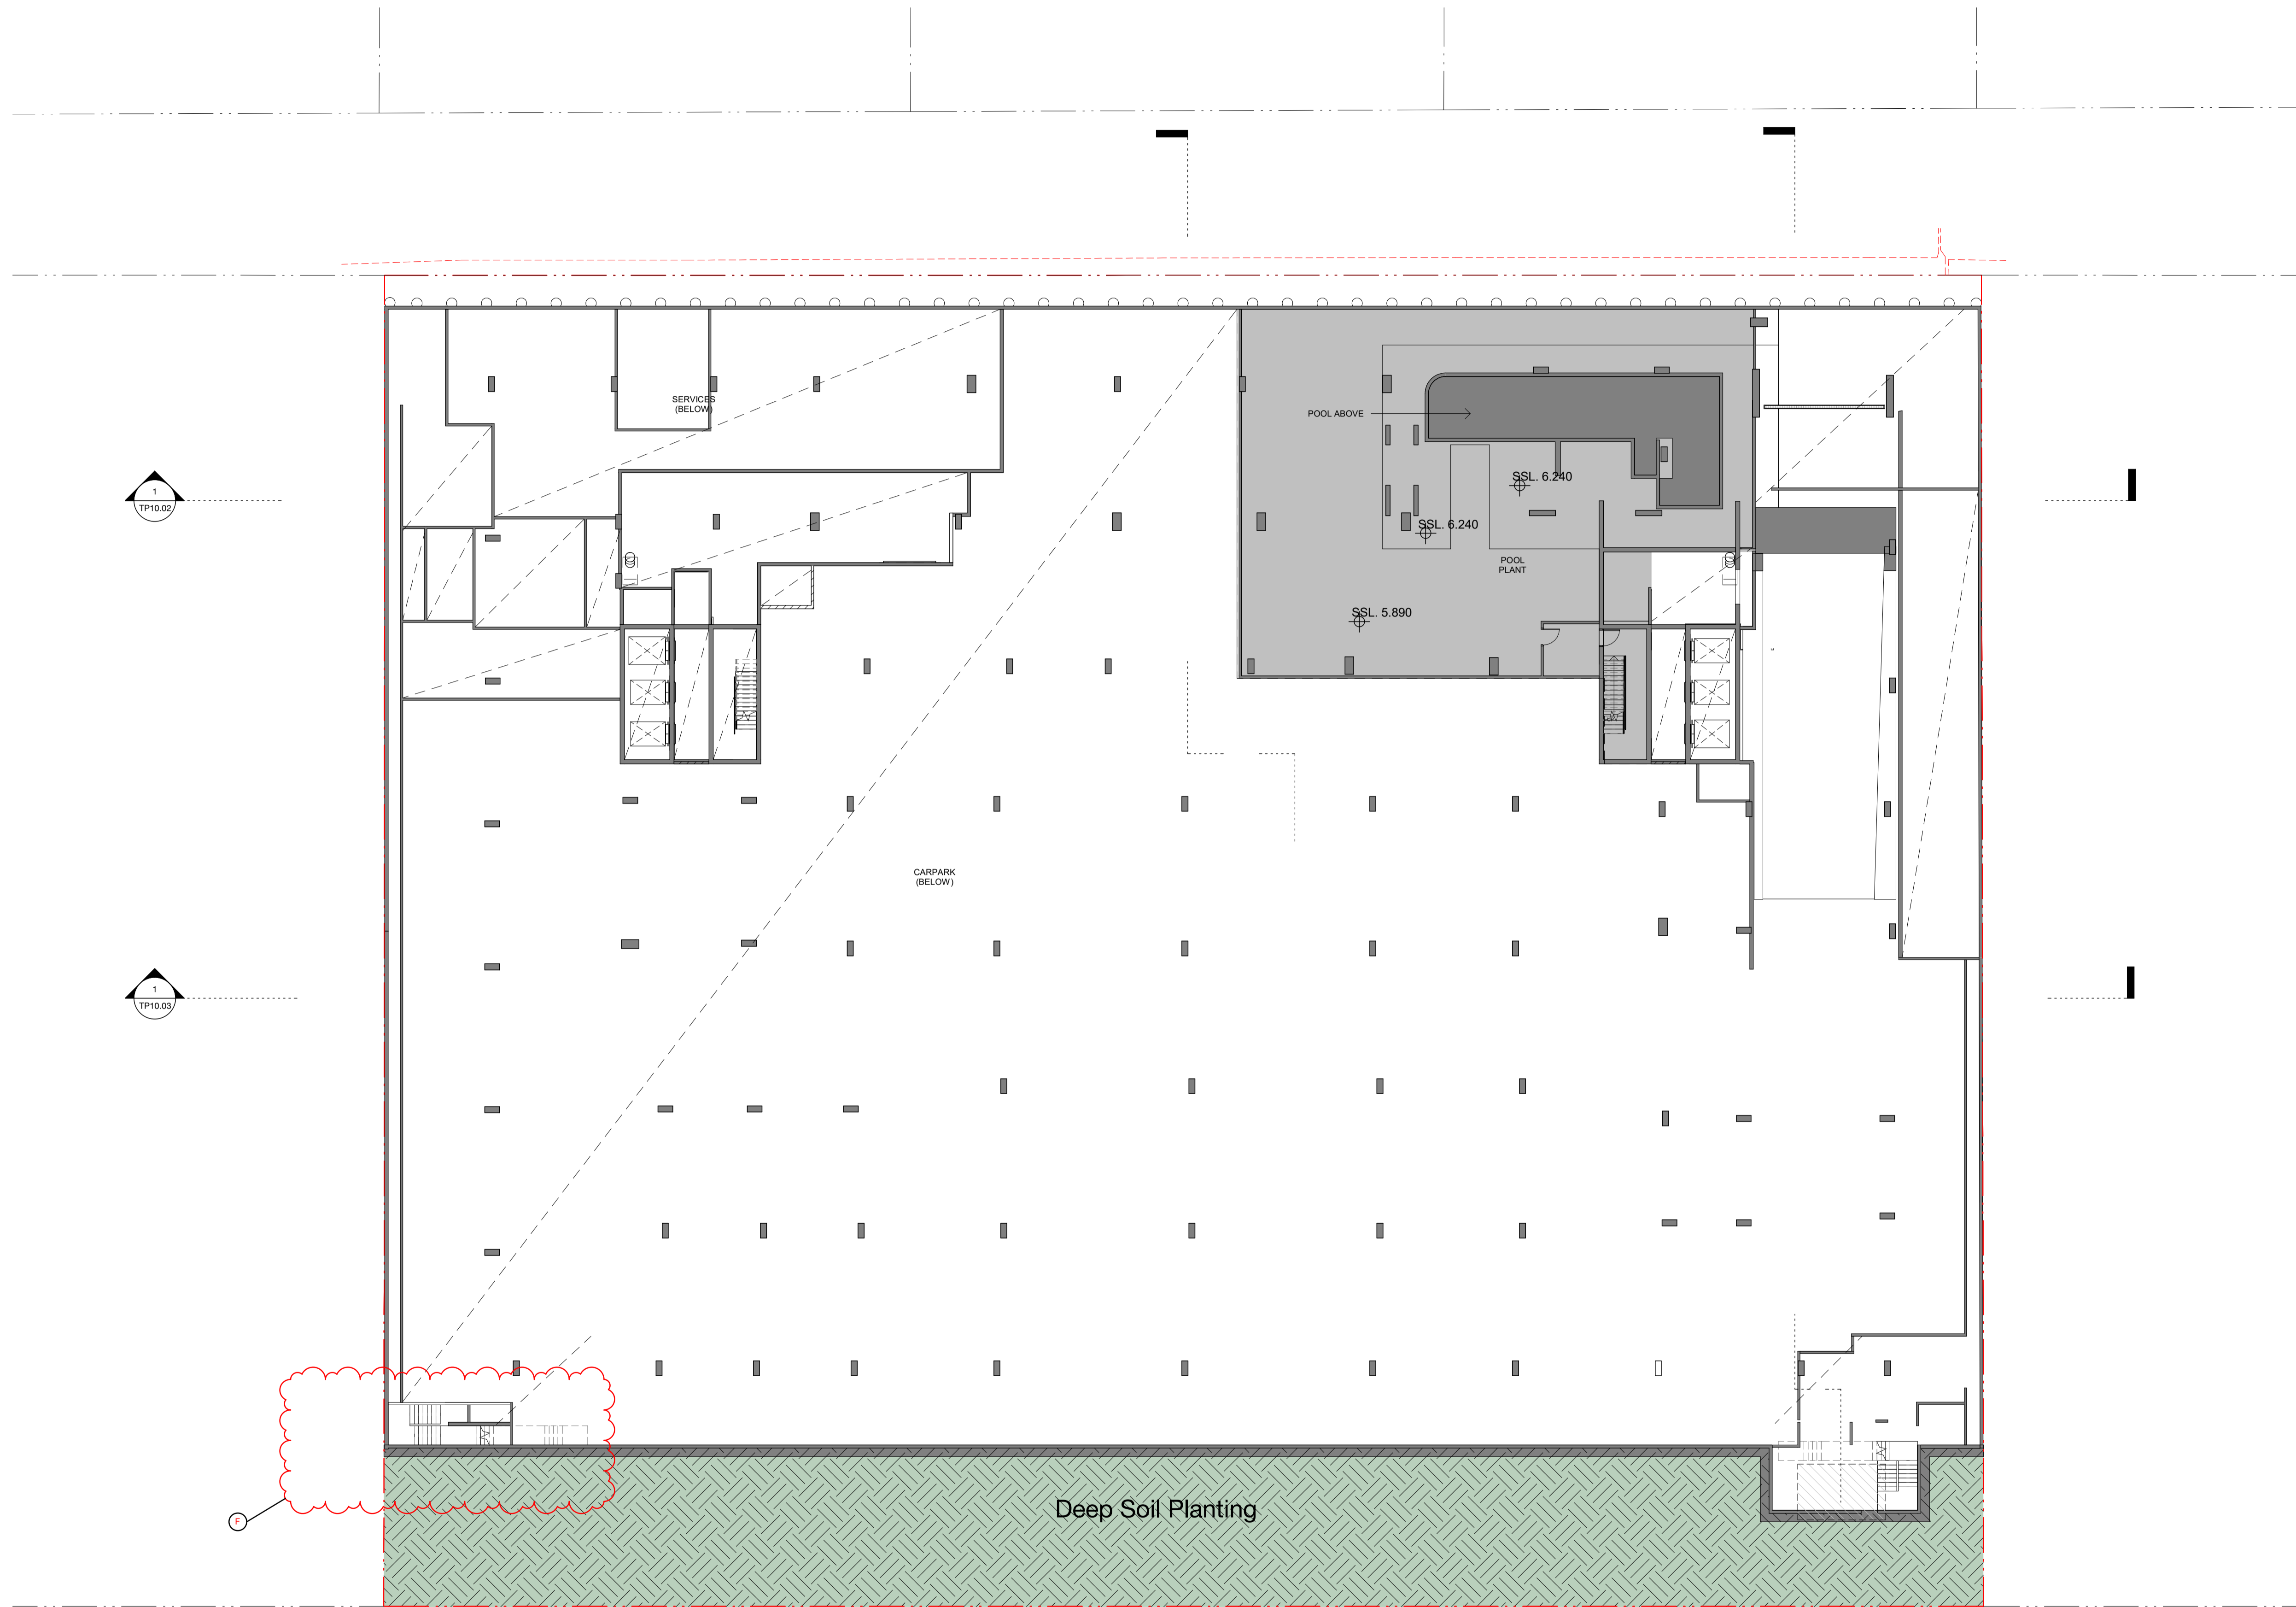 SERVICES
(BELOW)
POOL ABOVE
SSL. 6.240
1
TP10.02
SSL. 6.240
POOL
PLANT
SSL. 5.890
CARPARK
(BELOW)
1
TP10.03
Deep Soil Planting
F